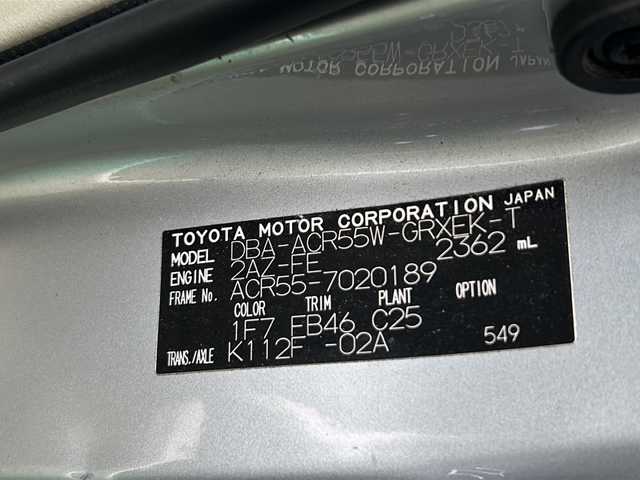 TOYOTA MOTOR CORPORATION JAPAN
MODEL DBA-ACR55W-GRXEK-T
ENGINE 2AZ-FE 2362 mL
FRAME No. ACR55-7020189
COLOR TRIM PLANT OPTION
1F7 FB46 C25
TRANS./AXLE K112F -02A 549